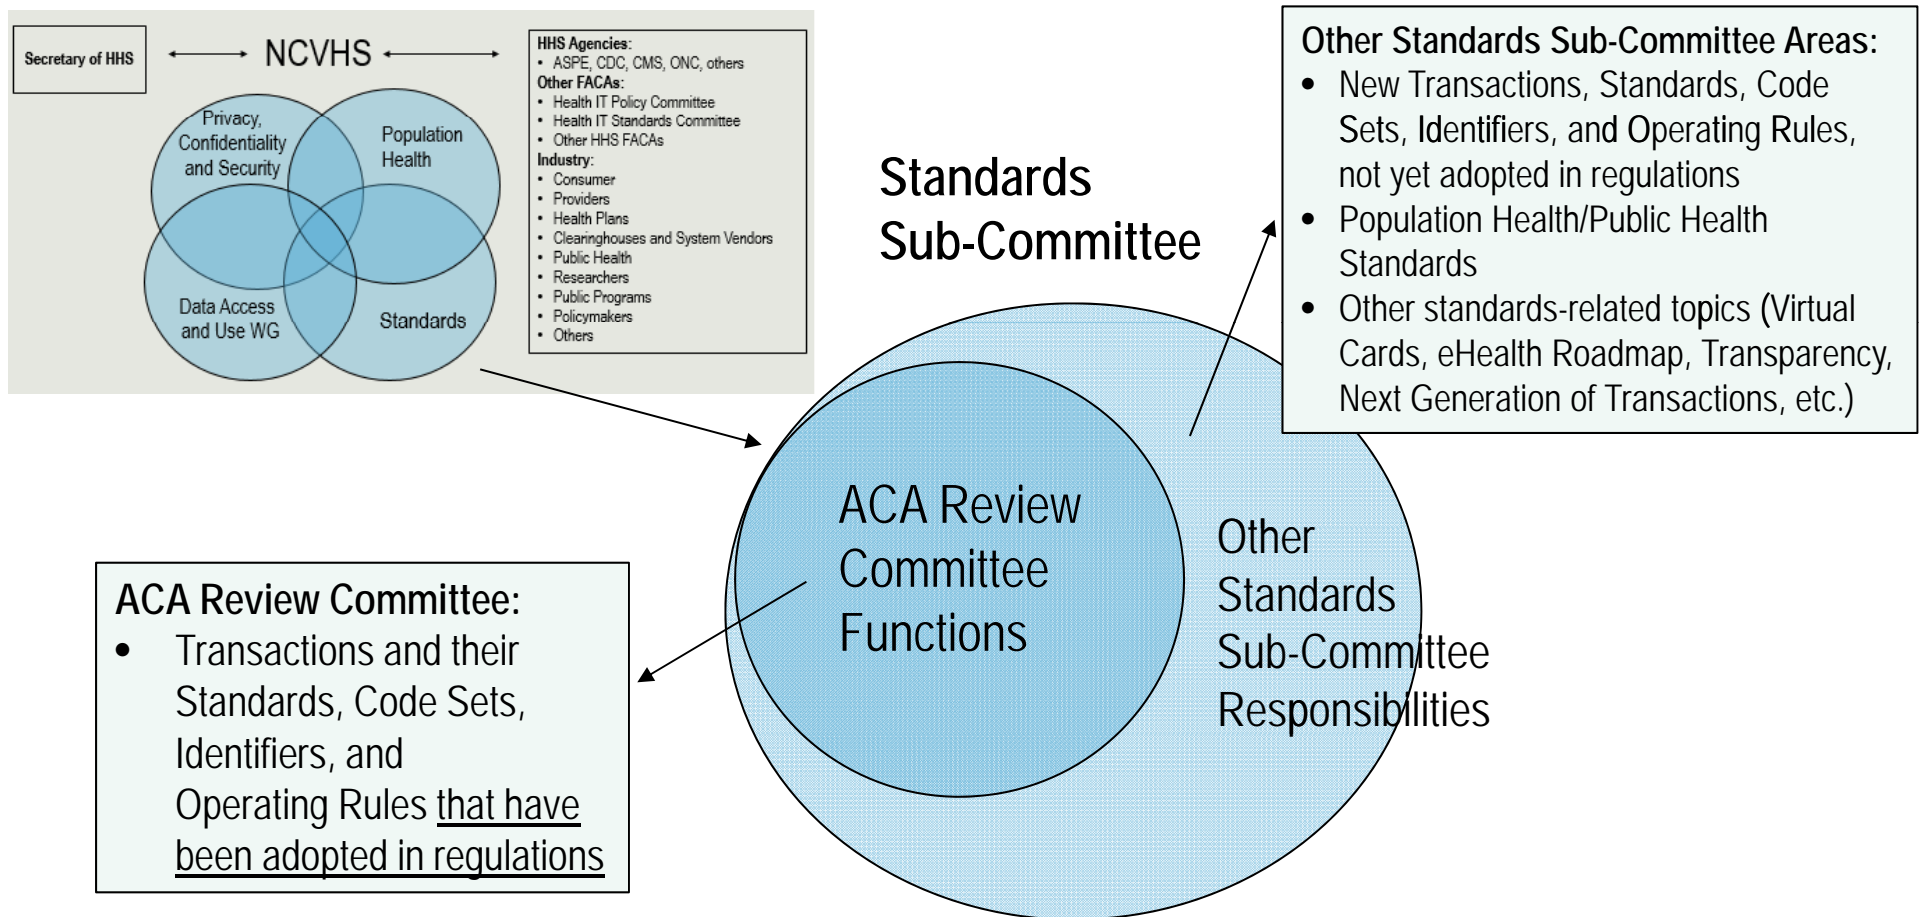 Secretary of HHS
NCVHS
HHS Agencies:
• ASPE, CDC, CMS, ONC, others
Other FACAs:
• Health IT Policy Committee
• Health IT Standards Committee
• Other HHS FACAs
Industry:
• Consumer
• Providers
• Health Plans
• Clearinghouses and System Vendors
• Public Health
• Researchers
• Public Programs
• Policymakers
• Others
Privacy,
Confidentiality
and Security
Population
Health
Data Access
and Use WG
Standards
Standards
Sub-Committee
Other Standards Sub-Committee Areas:
• New Transactions, Standards, Code
Sets, Identifiers, and Operating Rules,
not yet adopted in regulations
• Population Health/Public Health
Standards
• Other standards-related topics (Virtual
Cards, eHealth Roadmap, Transparency,
Next Generation of Transactions, etc.)
ACA Review
Committee
Functions
Other
Standards
Sub-Committee
Responsibilities
ACA Review Committee:
• Transactions and their
Standards, Code Sets,
Identifiers, and
Operating Rules that have
been adopted in regulations